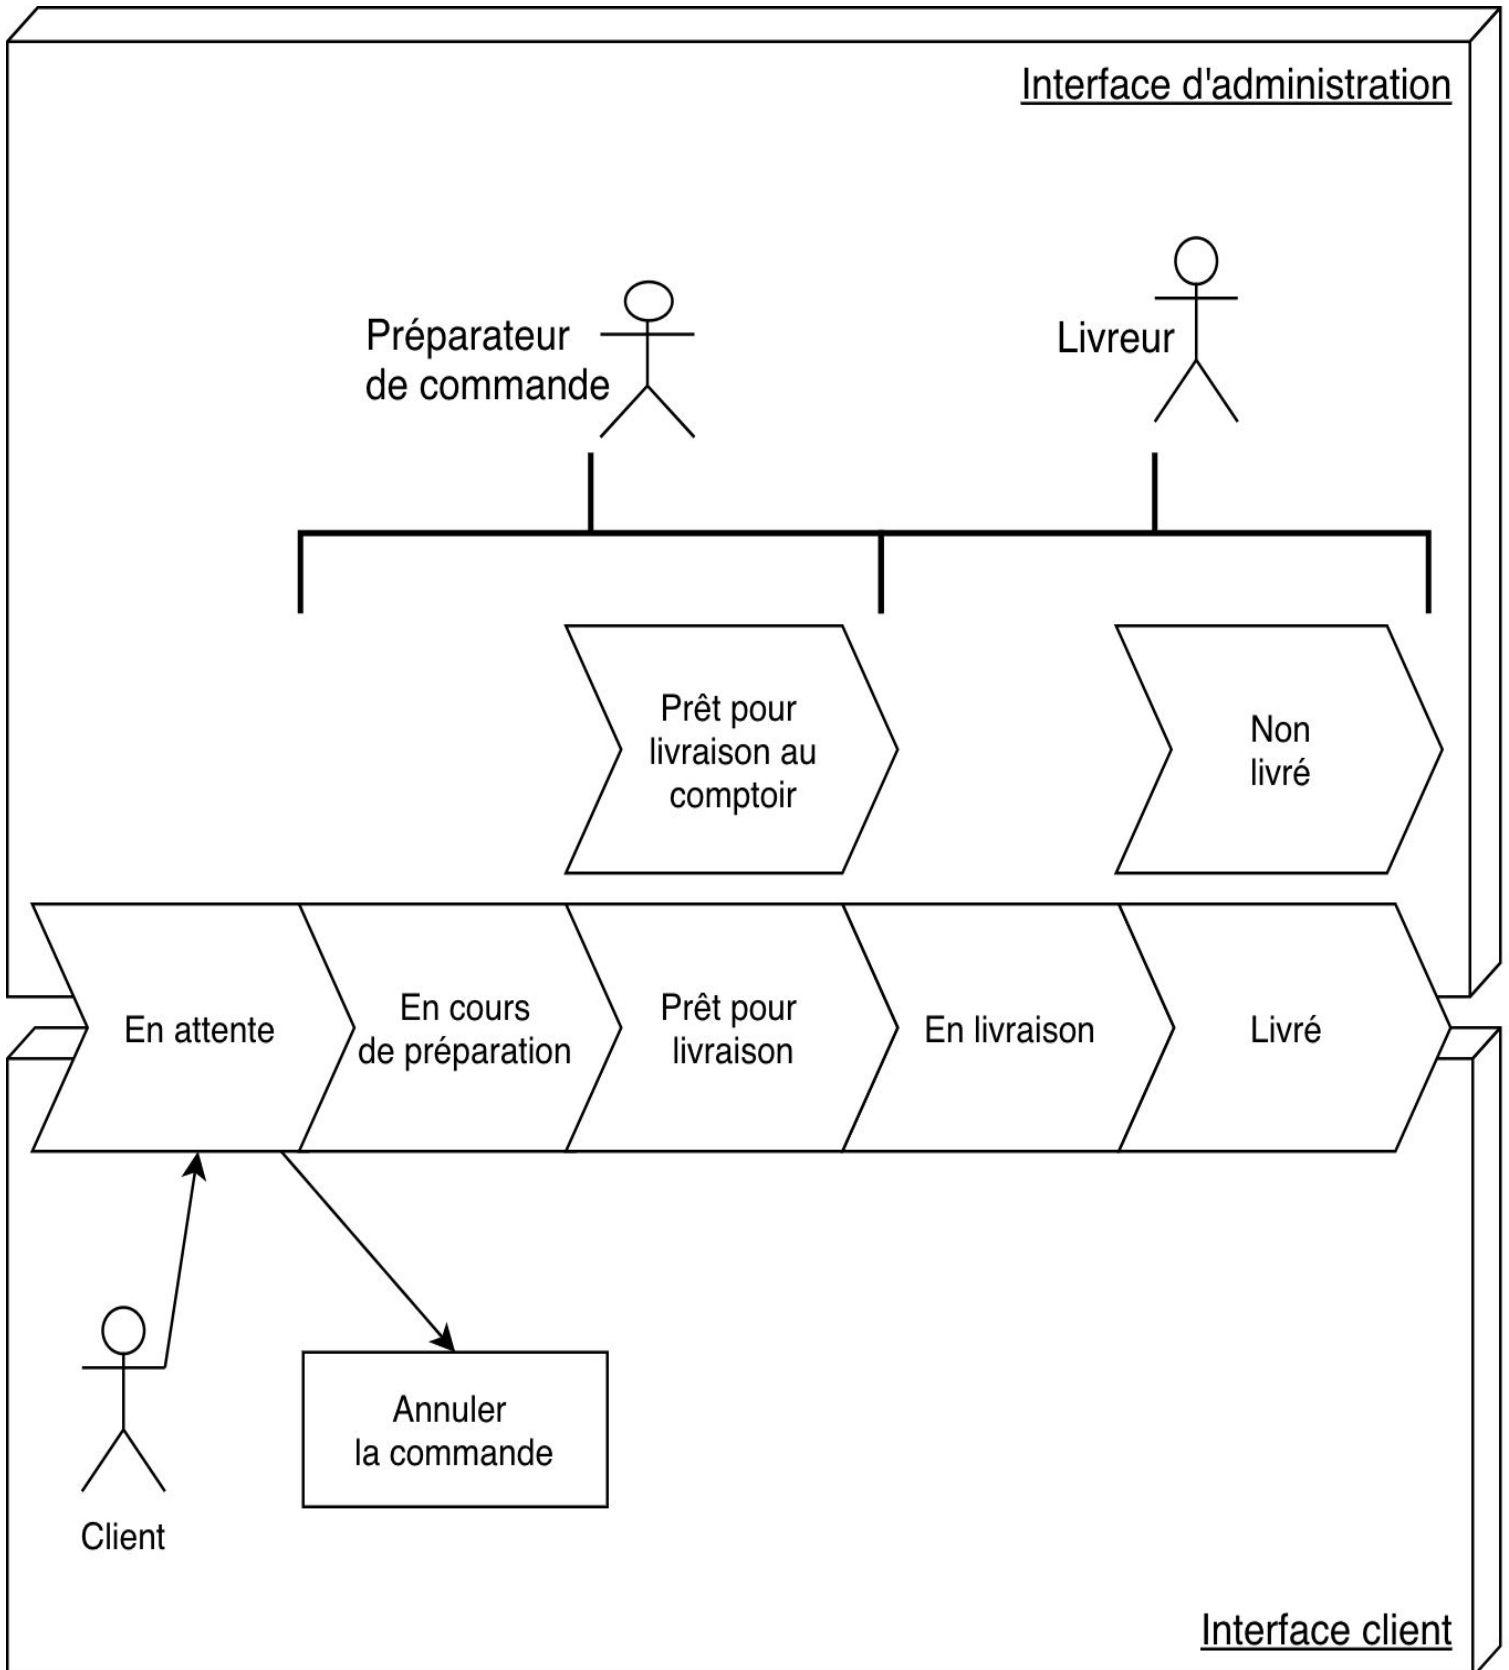 Interface d'administration
Préparateur
de commande
Livreur
Prêt pour
livraison au
comptoir
Non
livré
En attente
En cours
de préparation
Prêt pour
livraison
En livraison
Livré
Annuler
la commande
Client
Interface client